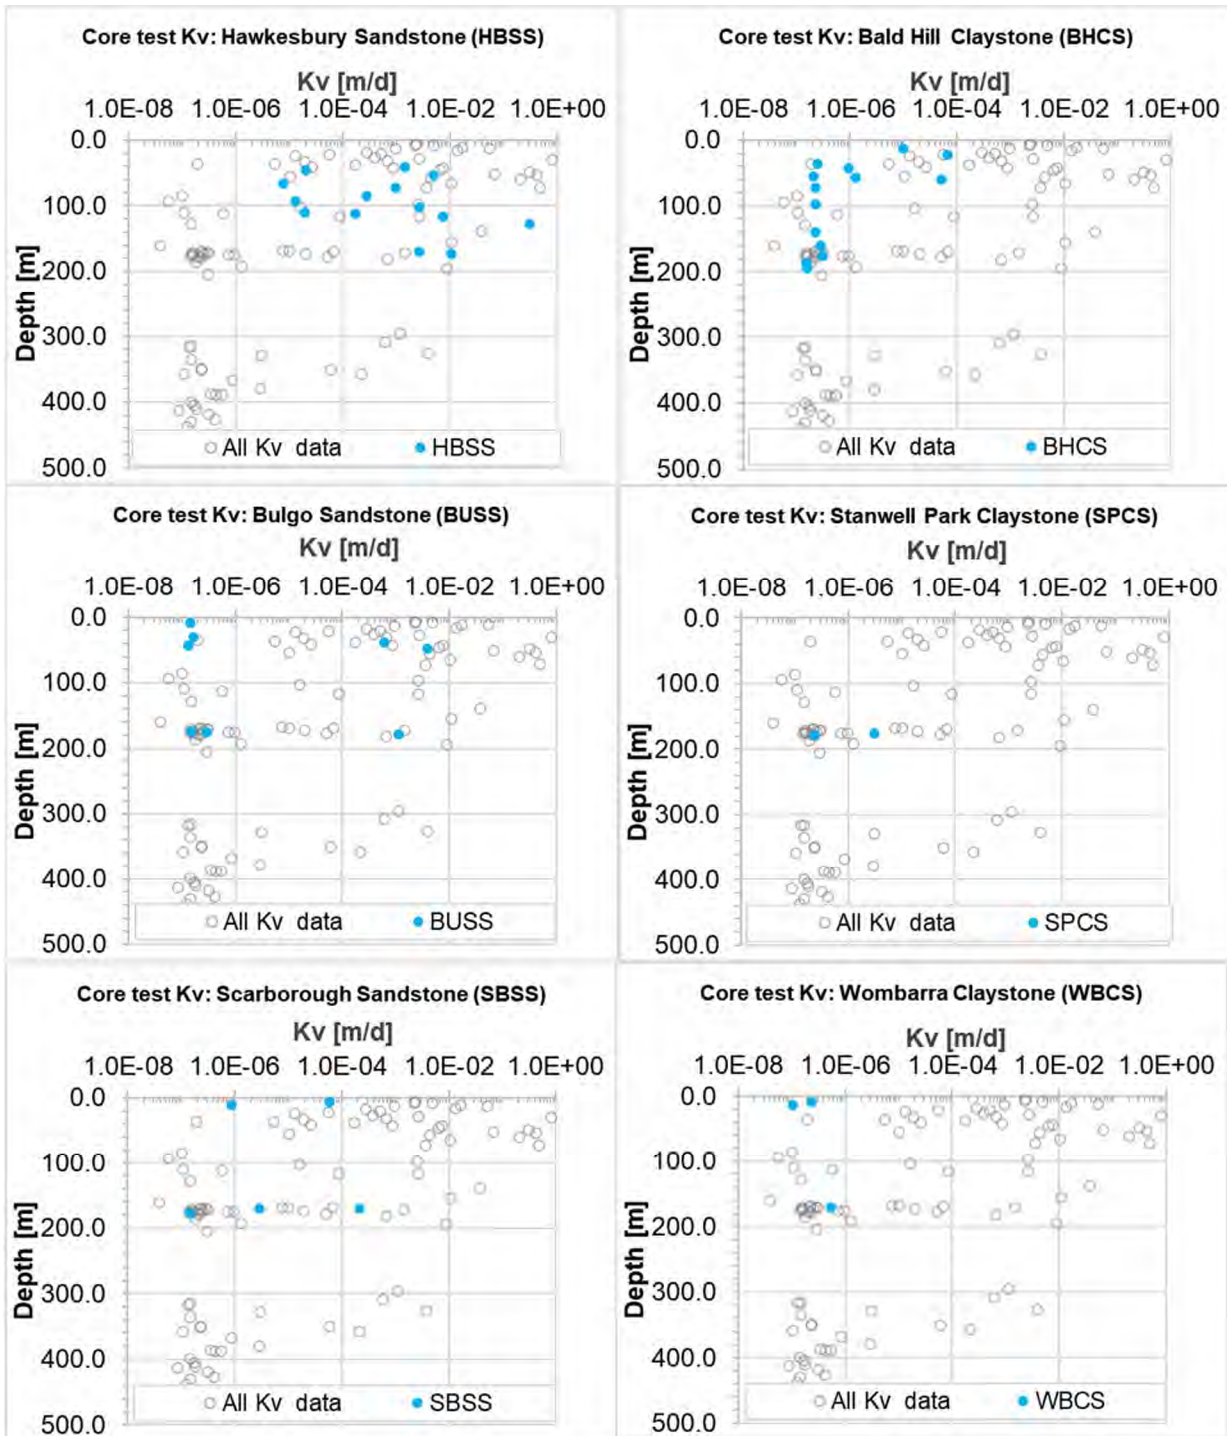 Core test Kv: Hawkesbury Sandstone (HBSS)
Kv [m/d]
1.0E-08 1.0E-06 1.0E-04 1.0E-02 1.0E+00
0.0
100.0
200.0
300.0
400.0
500.0
Depth [m]
All Kv data HBSS
Core test Kv: Bald Hill Claystone (BHCS)
Kv [m/d]
1.0E-08 1.0E-06 1.0E-04 1.0E-02 1.0E+00
0.0
100.0
200.0
300.0
400.0
500.0
Depth [m]
All Kv data BHCS
Core test Kv: Bulgo Sandstone (BUSS)
Kv [m/d]
1.0E-08 1.0E-06 1.0E-04 1.0E-02 1.0E+00
0.0
100.0
200.0
300.0
400.0
500.0
Depth [m]
All Kv data BUSS
Core test Kv: Stanwell Park Claystone (SPCS)
Kv [m/d]
1.0E-08 1.0E-06 1.0E-04 1.0E-02 1.0E+00
0.0
100.0
200.0
300.0
400.0
500.0
Depth [m]
All Kv data SPCS
Core test Kv: Scarborough Sandstone (SBSS)
Kv [m/d]
1.0E-08 1.0E-06 1.0E-04 1.0E-02 1.0E+00
0.0
100.0
200.0
300.0
400.0
500.0
Depth [m]
All Kv data SBSS
Core test Kv: Wombarra Claystone (WBCS)
Kv [m/d]
1.0E-08 1.0E-06 1.0E-04 1.0E-02 1.0E+00
0.0
100.0
200.0
300.0
400.0
500.0
Depth [m]
All Kv data WBCS